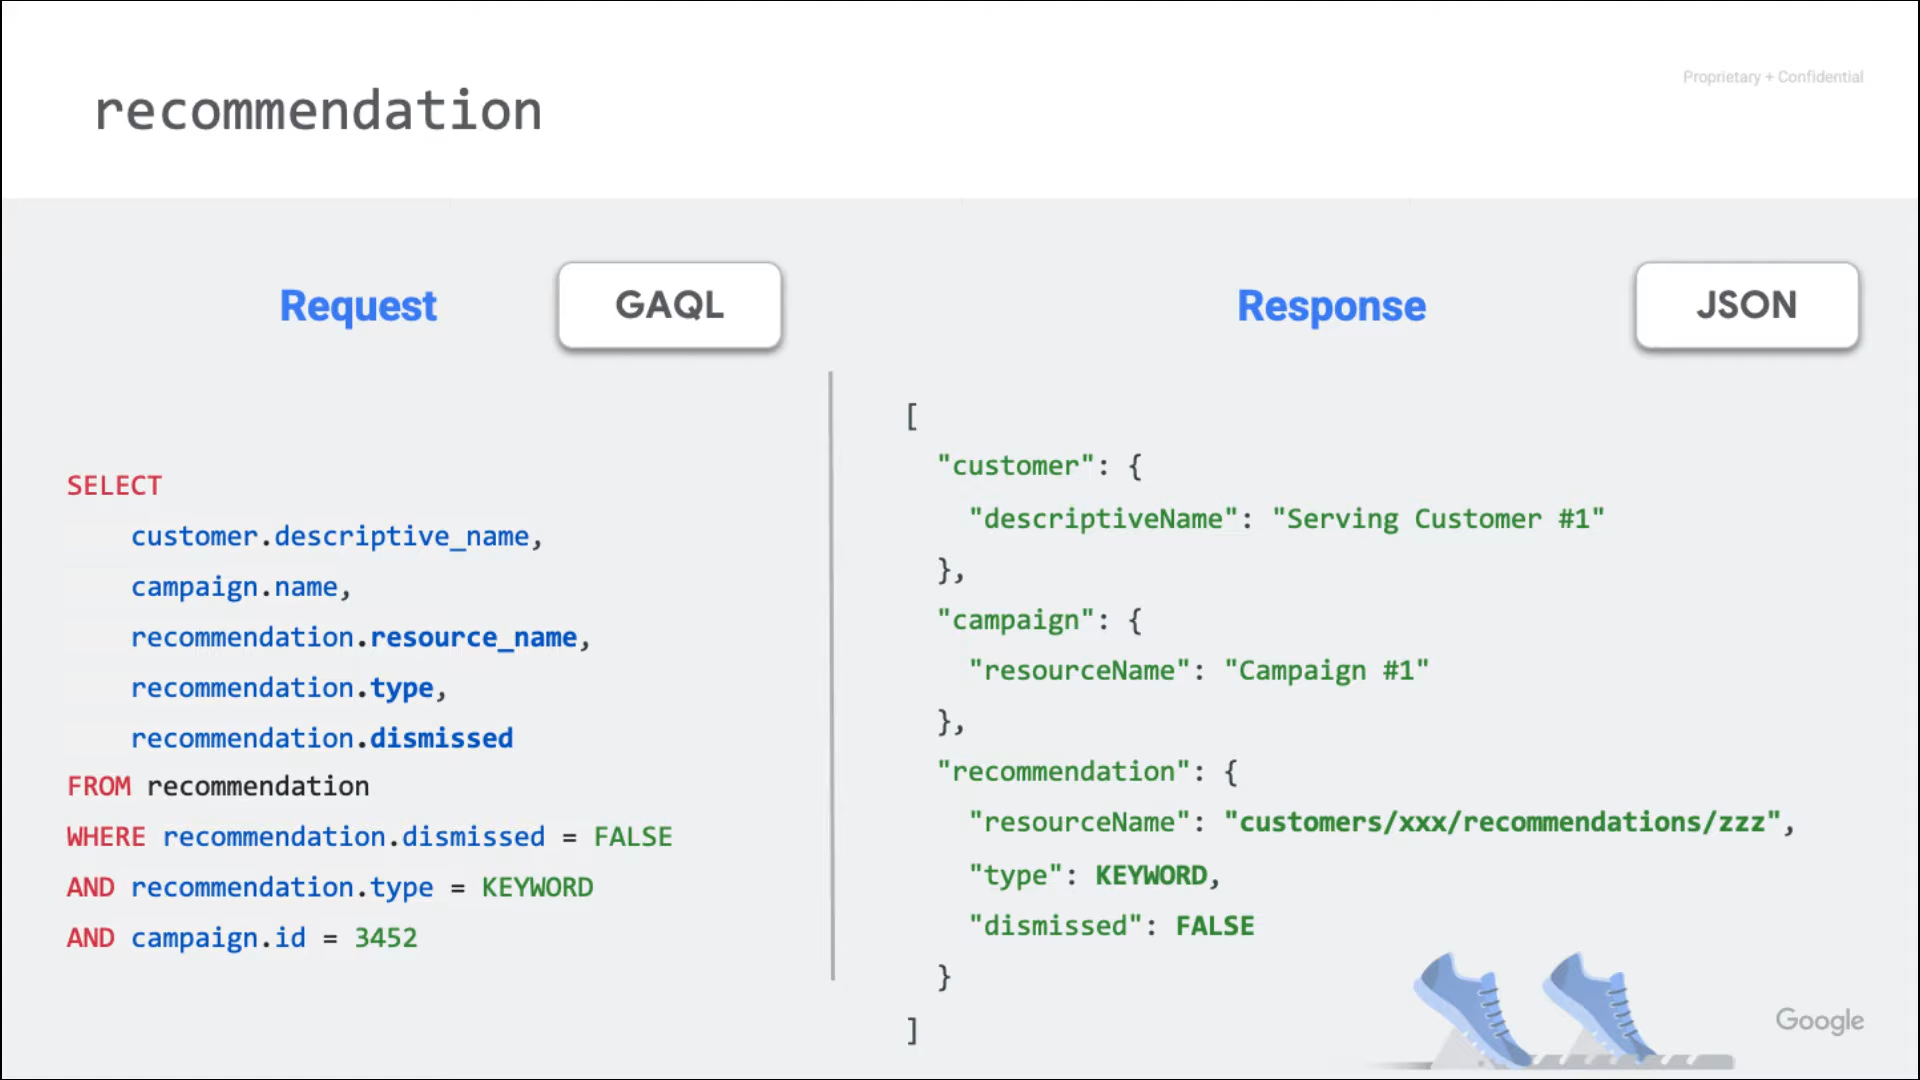 Proprietary + Confidential
recommendation
Request
GAQL
SELECT
customer.descriptive_name,
campaign.name,
recommendation.resource_name,
recommendation.type,
recommendation.dismissed
FROM recommendation
WHERE recommendation.dismissed = FALSE
AND recommendation.type = KEYWORD
AND campaign.id = 3452
Response
JSON
[
"customer": {
"descriptiveName": "Serving Customer #1"
},
"campaign": {
"resourceName": "Campaign #1"
},
"recommendation": {
"resourceName": "customers/xxx/recommendations/zzz",
"type": KEYWORD,
"dismissed": FALSE
}
]
Google